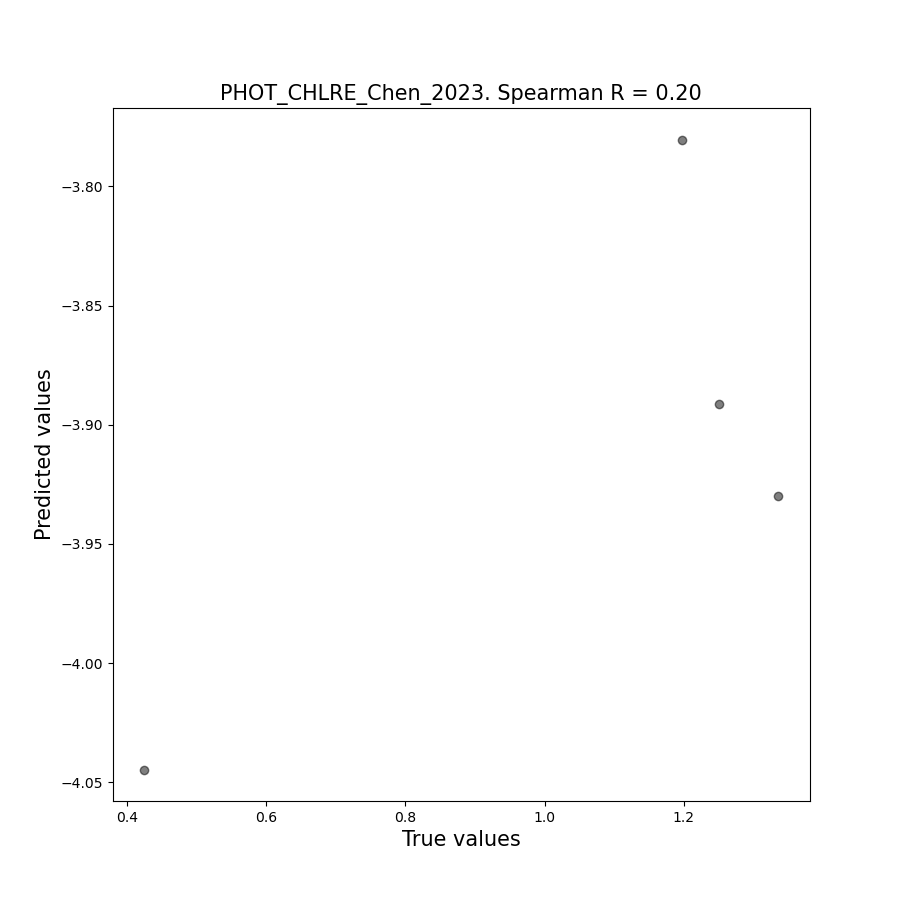 PHOT_CHLRE_Chen_2023. Spearman R = 0.20
−3.80
−3.85
−3.90
−3.95
−4.00
−4.05
Predicted values
0.4 0.6 0.8 1.0 1.2
True values